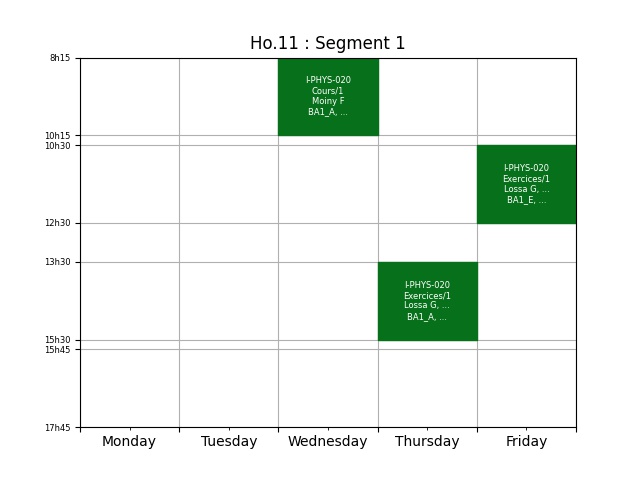 Ho.11 : Segment 1
8h15
I-PHYS-020
Cours/1
Moiny F
BA1_A, ...
10h15
10h30
I-PHYS-020
Exercices/1
Lossa G, ...
BA1_E, ...
12h30
13h30
I-PHYS-020
Exercices/1
Lossa G, ...
BA1_A, ...
15h30
15h45
17h45
Monday
Tuesday
Wednesday
Thursday
Friday